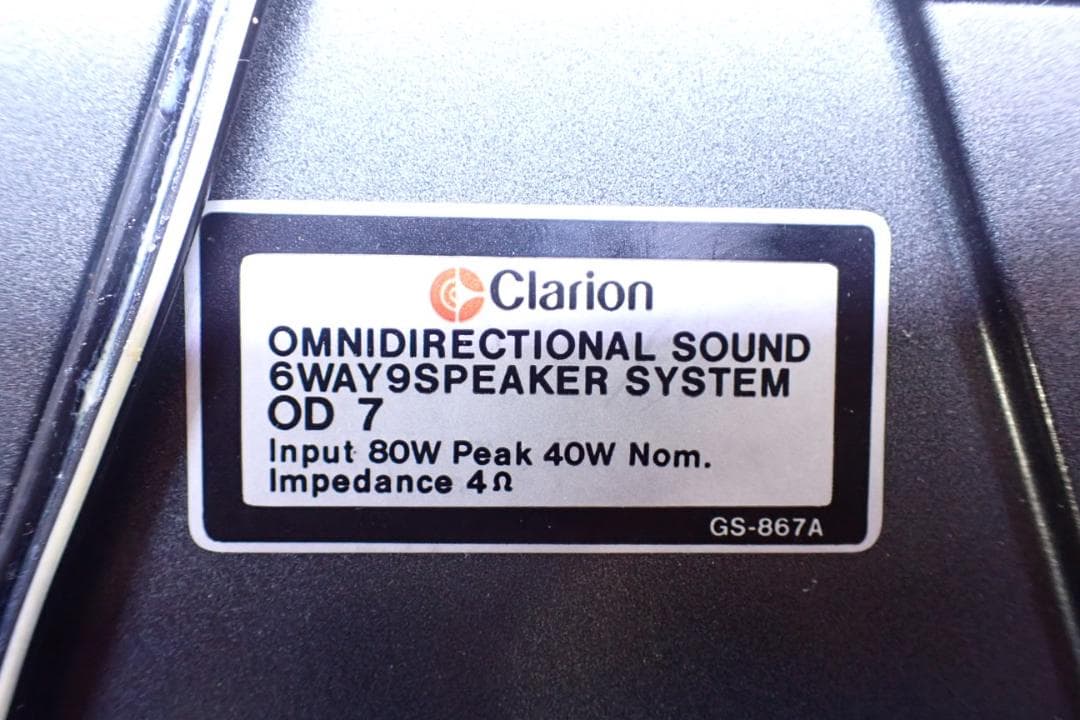 Clarion
OMNIDIRECTIONAL SOUND
6WAY9SPEAKER SYSTEM
OD 7
Input 80W Peak 40W Nom.
Impedance 4Ω
GS-867A